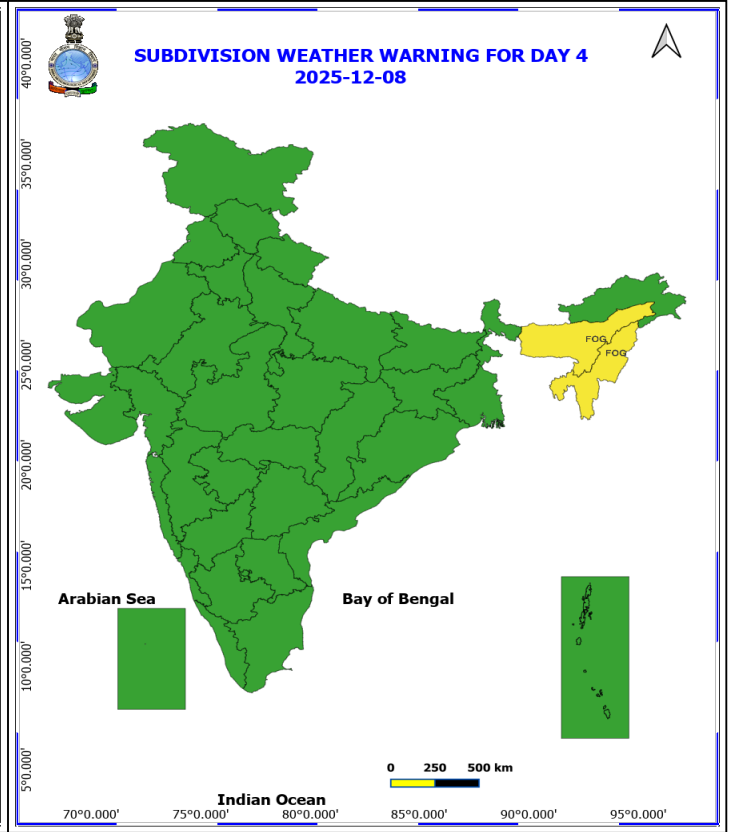 SUBDIVISION WEATHER WARNING FOR DAY 4
2025-12-08
40°0.000'
35°0.000'
30°0.000'
25°0.000'
20°0.000'
15°0.000'
10°0.000'
5°0.000'
FOG
FOG
Arabian Sea
Bay of Bengal
0 250 500 km
Indian Ocean
70°0.000' 75°0.000' 80°0.000' 85°0.000' 90°0.000' 95°0.000'